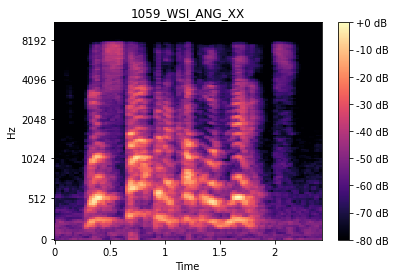 1059_WSI_ANG_XX
+0 dB
8192
-10 dB
4096
-20 dB
-30 dB
Hz
2048
-40 dB
1024
-50 dB
512
-60 dB
-70 dB
0
-80 dB
0 0.5 1 1.5 2
Time